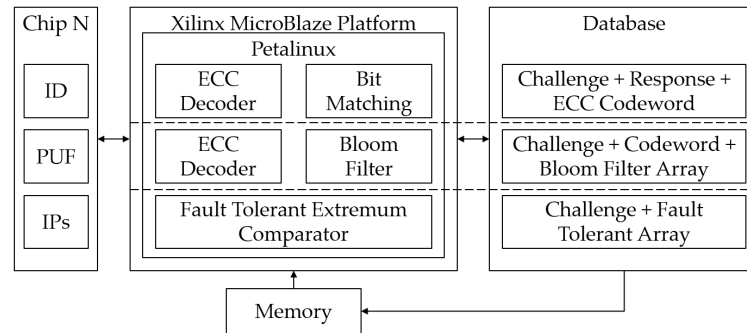 Chip N
ID
PUF
IPs
Xilinx MicroBlaze Platform
Petalinux
ECC
Decoder
Bit
Matching
ECC
Decoder
Bloom
Filter
Fault Tolerant Extremum
Comparator
Database
Challenge + Response +
ECC Codeword
Challenge + Codeword +
Bloom Filter Array
Challenge + Fault
Tolerant Array
Memory